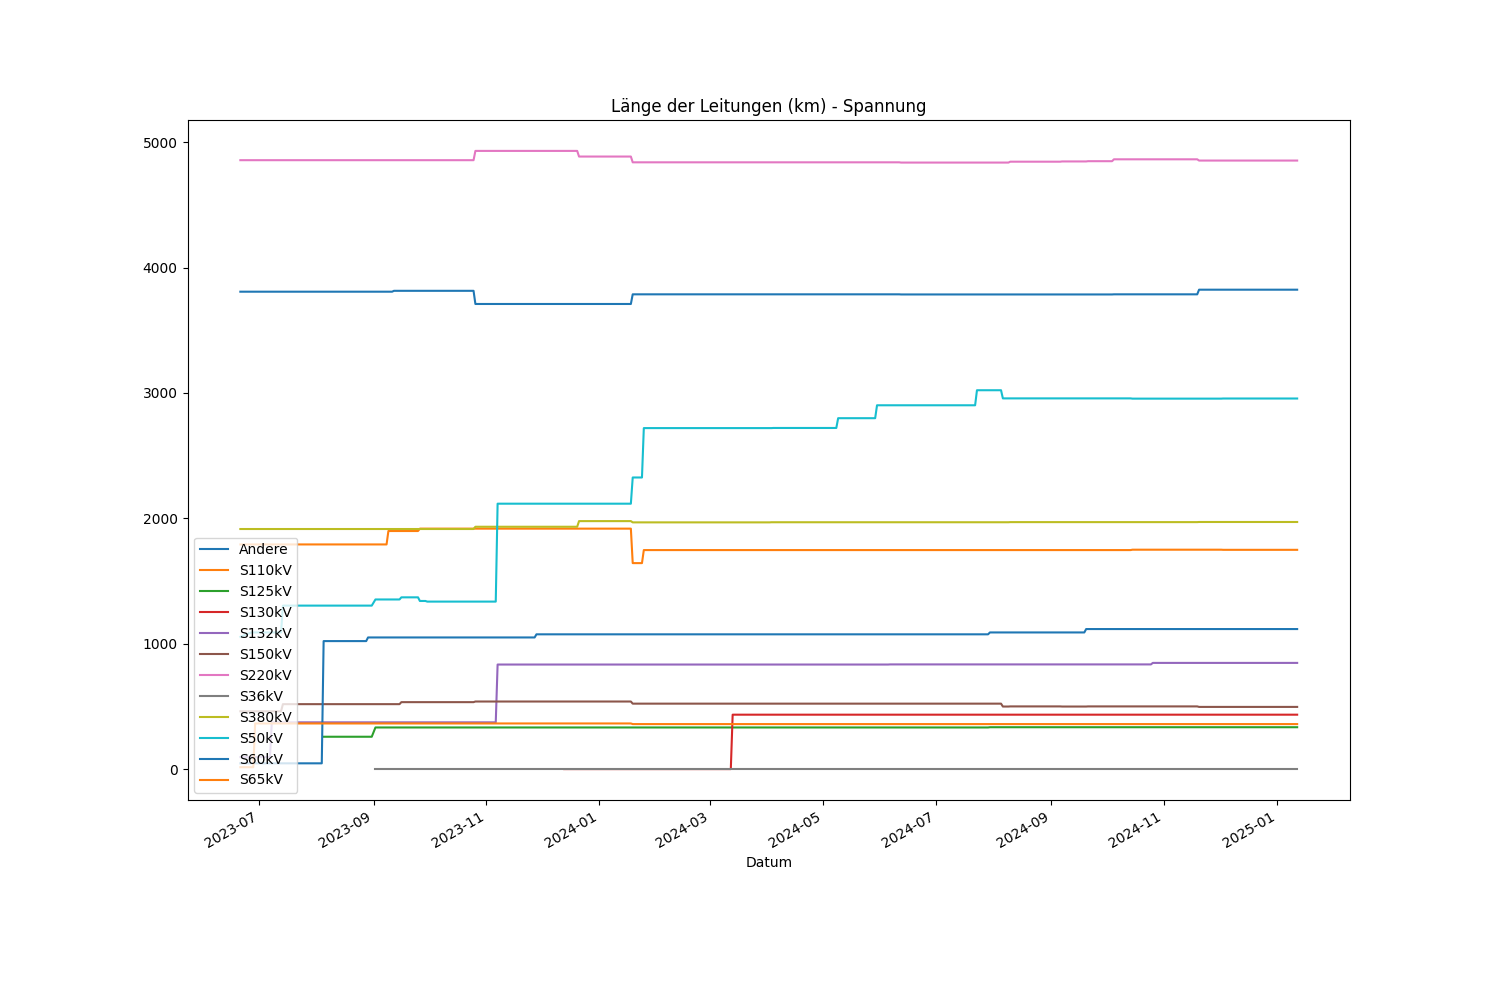 Länge der Leitungen (km) - Spannung
5000
4000
3000
2000
1000
0
Andere
S110kV
S125kV
S130kV
S132kV
S150kV
S220kV
S36kV
S380kV
S50kV
S60kV
S65kV
2023-07
2023-09
2023-11
2024-01
2024-03
2024-05
2024-07
2024-09
2024-11
2025-01
Datum